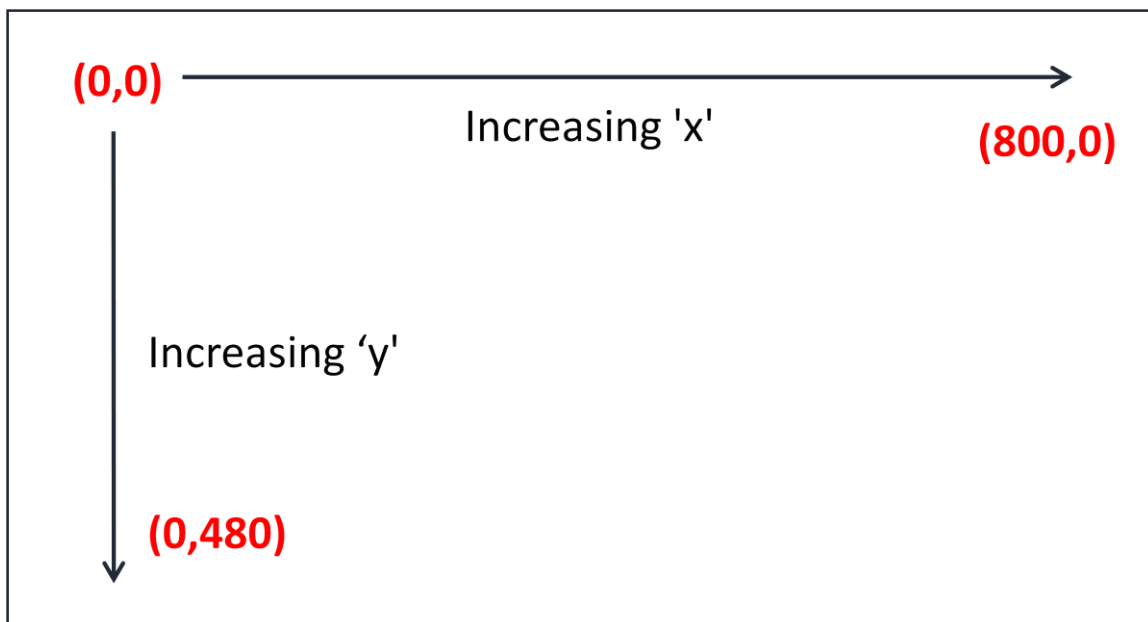 (0,0)
Increasing 'x'
(800,0)
Increasing ‘y'
(0,480)